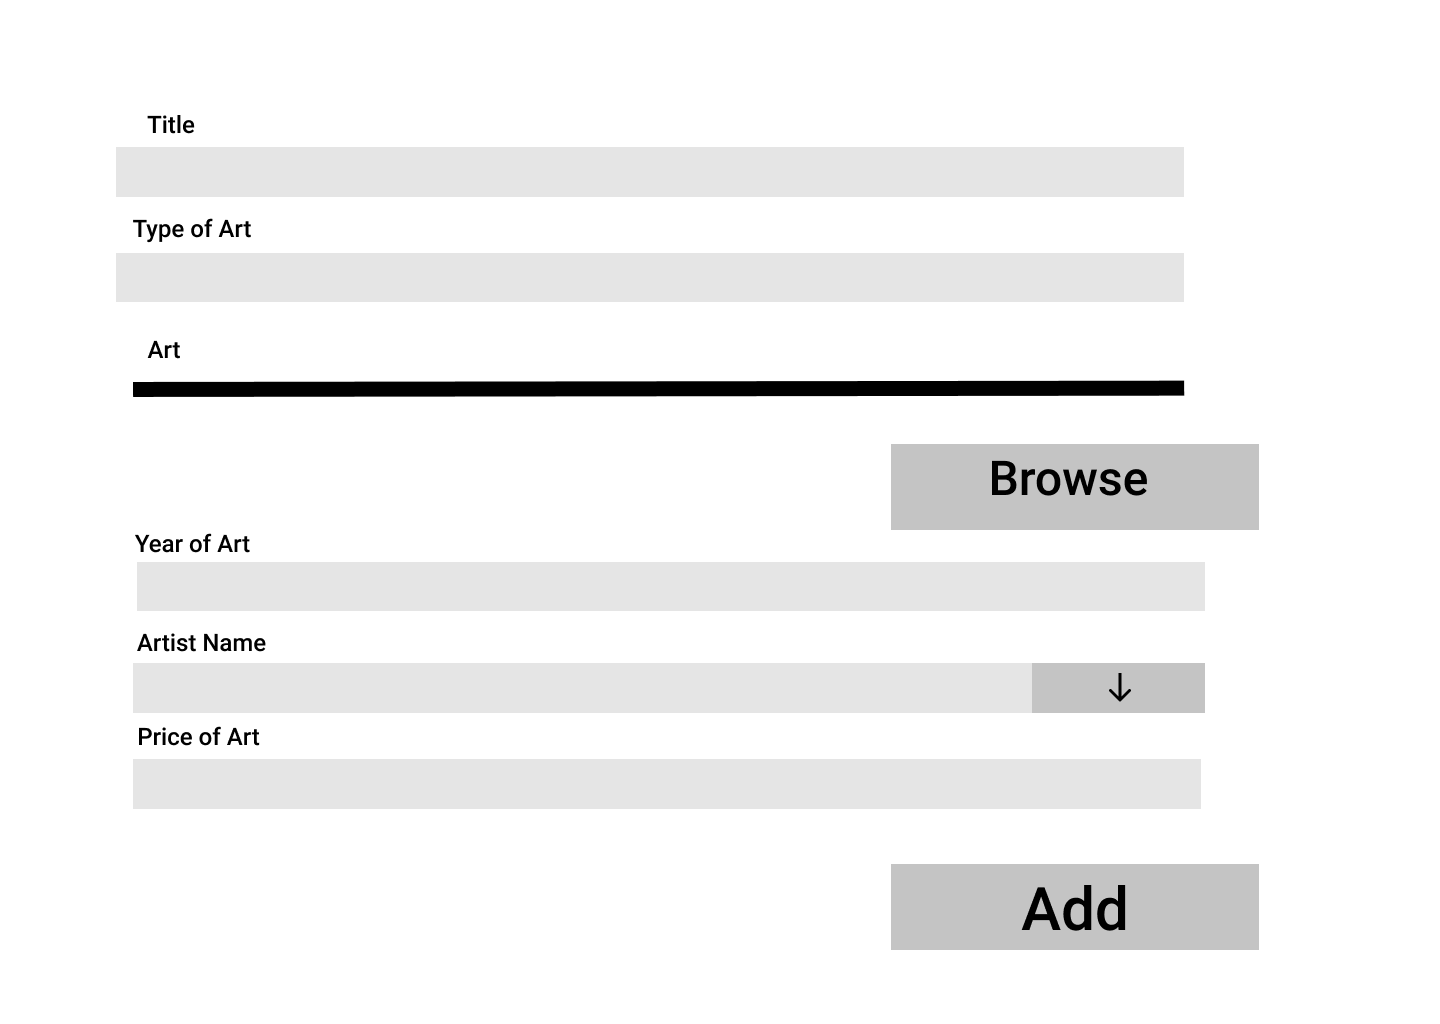 Title
Type of Art
Art
Browse
Year of Art
Artist Name
Price of Art
Add